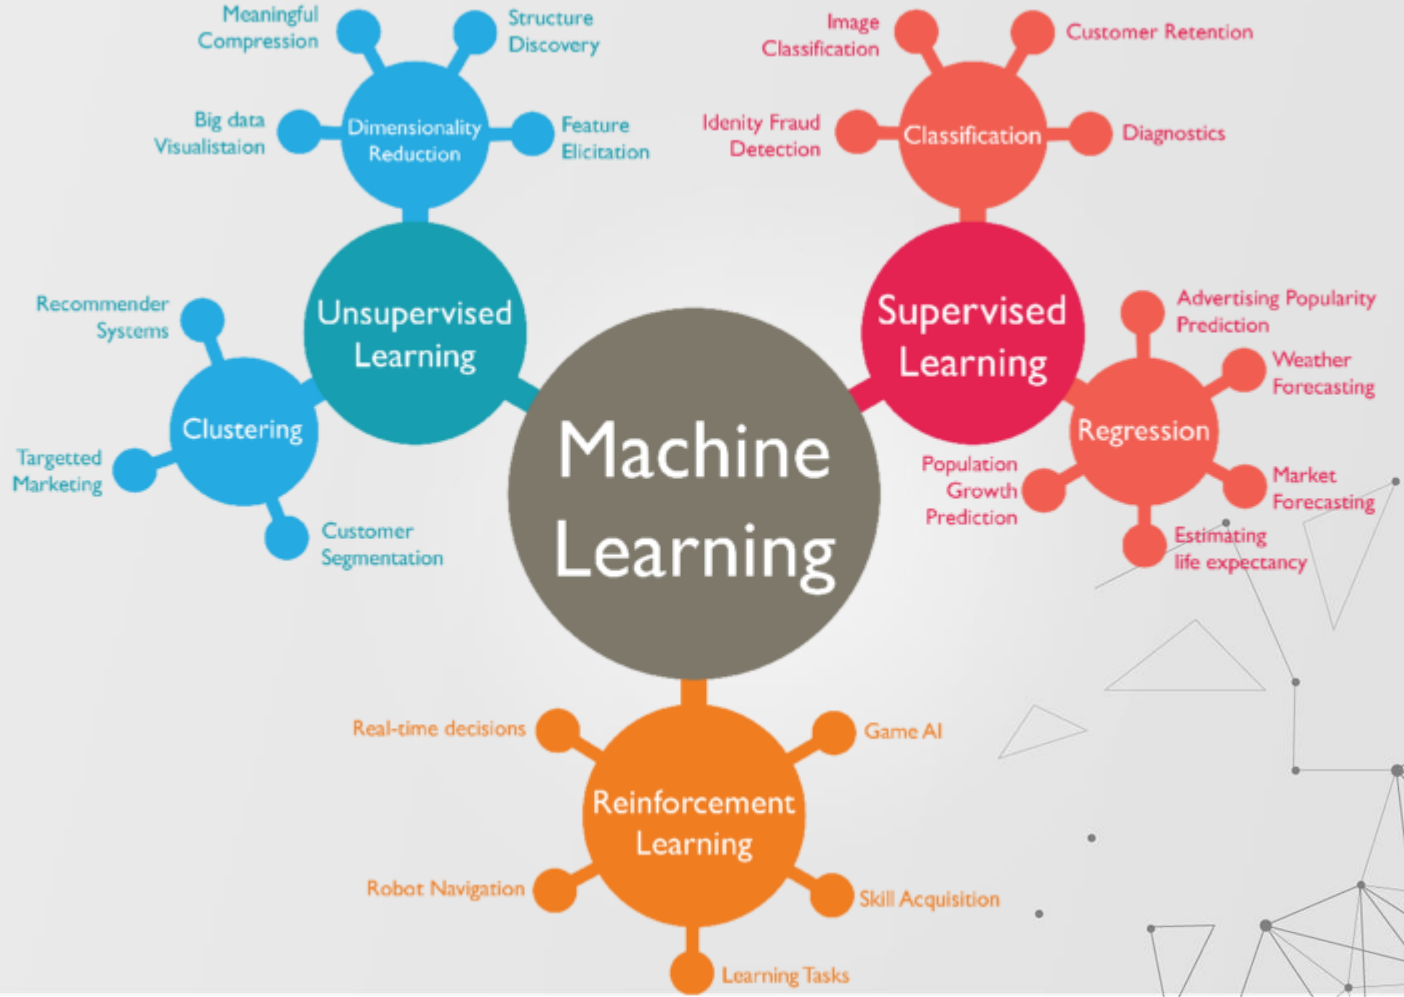 Meaningful
Compression
Structure
Discovery
Big data
Visualistaion
Dimensionality
Reduction
Feature
Elicitation
Image
Classification
Customer Retention
Idenity Fraud
Detection
Classification
Diagnostics
Unsupervised
Learning
Recommender
Systems
Clustering
Targetted
Marketing
Customer
Segmentation
Supervised
Learning
Advertising Popularity
Prediction
Weather
Forecasting
Regression
Population
Growth
Prediction
Market
Forecasting
Estimating
life expectancy
Machine
Learning
Real-time decisions
Game AI
Reinforcement
Learning
Robot Navigation
Skill Acquisition
Learning Tasks